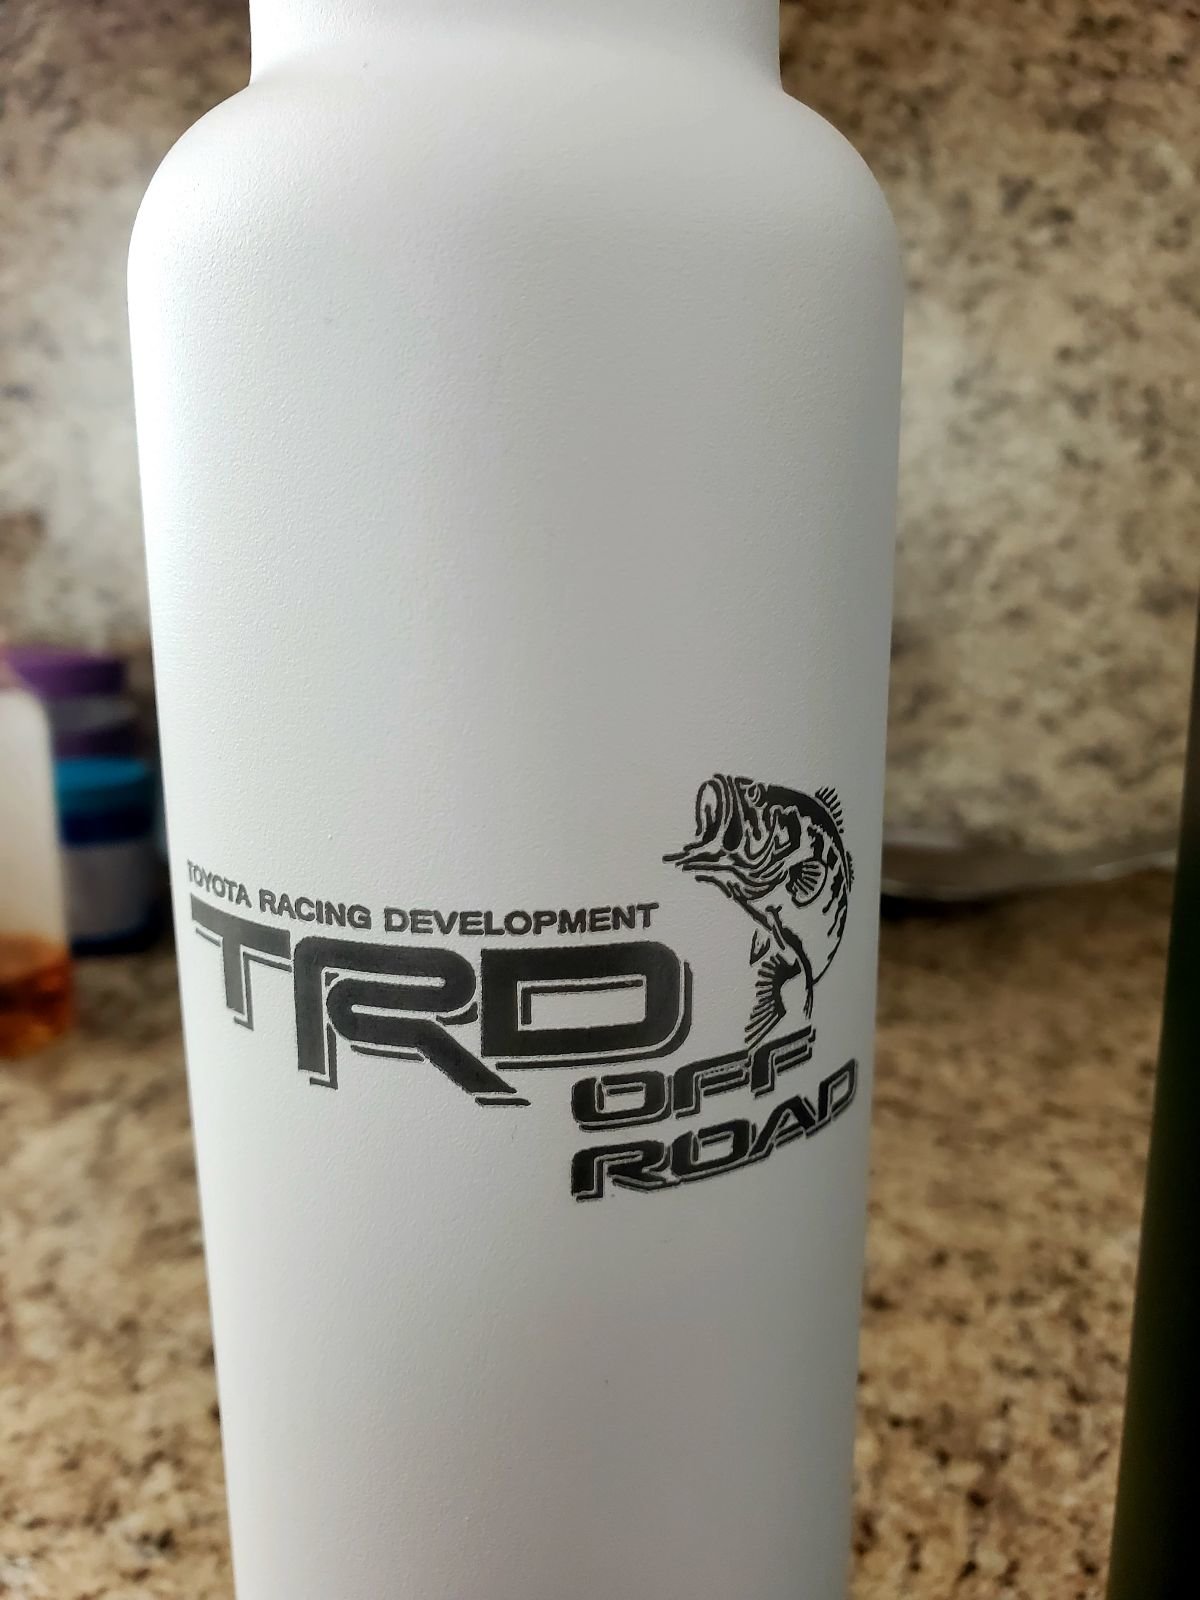 TOYOTA RACING DEVELOPMENT
TRD
OFF
ROAD